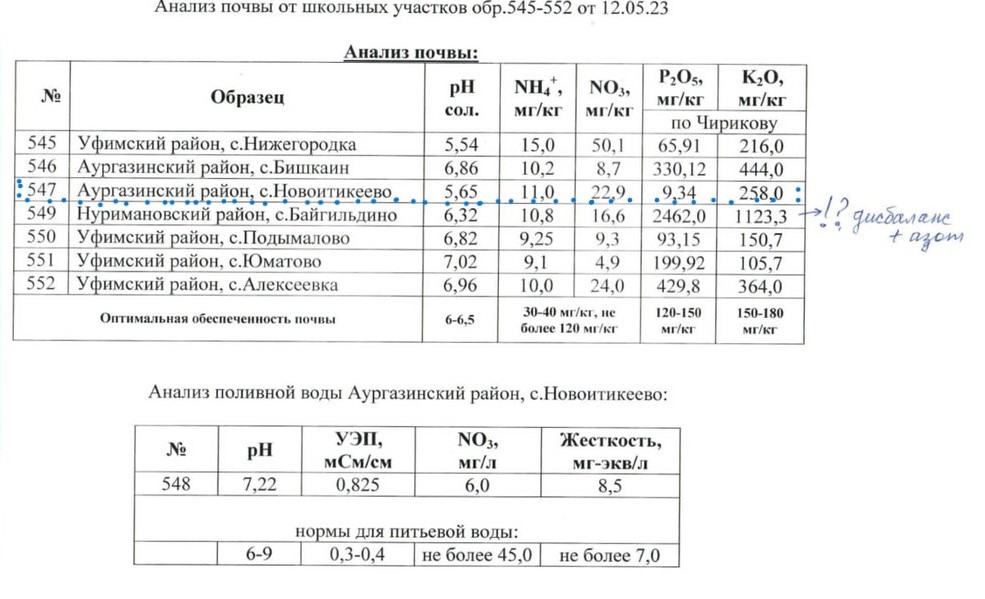 Анализ почвы от школьных участков обр.545-552 от 12.05.23
Анализ почвы:
№ Образец pH сол. NH₄⁺, мг/кг NO₃, мг/кг P₂O₅, мг/кг K₂O, мг/кг
по Чирикову
545 Уфимский район, с.Нижегородка 5,54 15,0 50,1 65,91 216,0
546 Аургазинский район, с.Бишкаин 6,86 10,2 8,7 330,12 444,0
547 Аургазинский район, с.Новоитикеево 5,65 11,0 22,9 9,34 258,0
549 Нуримановский район, с.Байгильдино 6,32 10,8 16,6 2462,0 1123,3 →!? дисбаланс
+ азот
550 Уфимский район, с.Подымалово 6,82 9,25 9,3 93,15 150,7
551 Уфимский район, с.Юматово 7,02 9,1 4,9 199,92 105,7
552 Уфимский район, с.Алексеевка 6,96 10,0 24,0 429,8 364,0
Оптимальная обеспеченность почвы 6-6,5 30-40 мг/кг, не более 120 мг/кг 120-150 мг/кг 150-180 мг/кг
Анализ поливной воды Аургазинский район, с.Новоитикеево:
№ pH УЭП, мСм/см NO₃, мг/л Жесткость, мг-экв/л
548 7,22 0,825 6,0 8,5
нормы для питьевой воды:
6-9 0,3-0,4 не более 45,0 не более 7,0